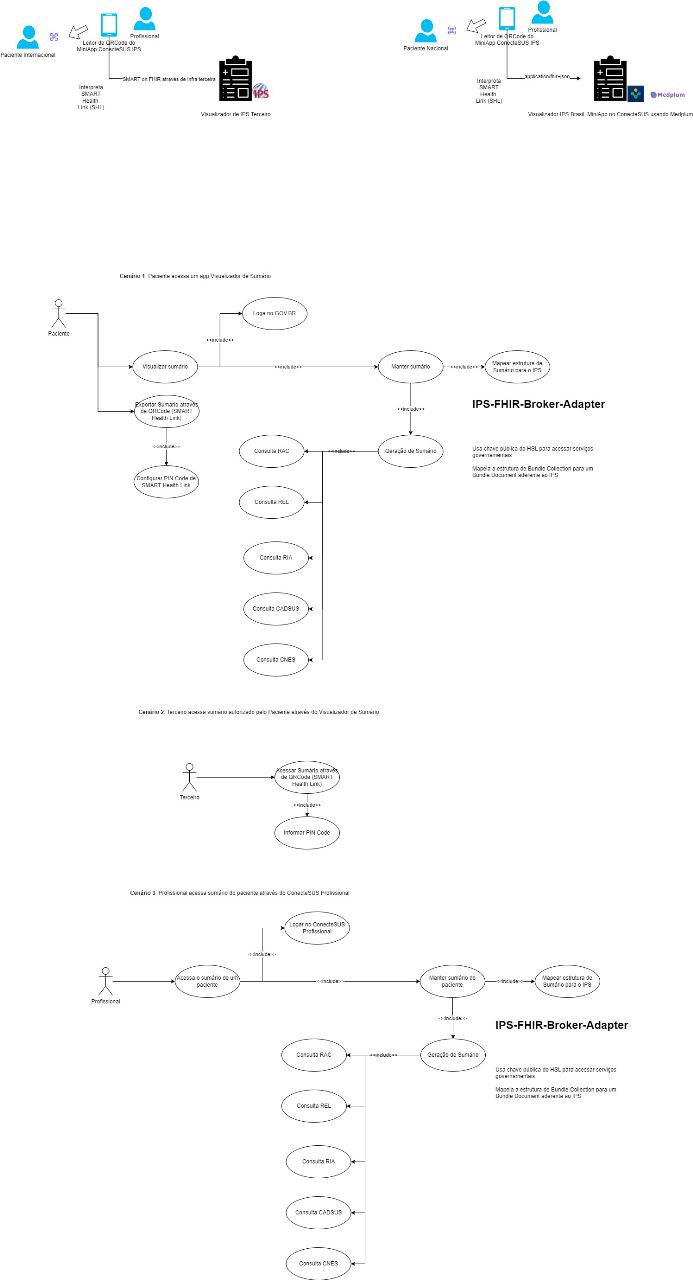 Profissional
Paciente Internacional
Leitor de QRCode do
MiniApp ConecteSUS IPS
SMART on FHIR através de infra terceira
Interpreta
SMART
Health
Link (SHL)
IPS
Visualizador de IPS Terceiro
Profissional
Paciente Nacional
Leitor de QRCode do
MiniApp ConecteSUS IPS
application/fhir+json
Interpreta
SMART
Health
Link (SHL)
Medplum
Visualizador IPS Brasil MiniApp no ConecteSUS usando Medplum
Cenário 1: Paciente acessa um app Visualizador de Sumário
Paciente
Loga no GOV.BR
<<include>>
Visualizar sumário
<<include>>
Manter sumário
<<include>>
Mapear estrutura de
Sumário para o IPS
Exportar Sumário através
de QRCode (SMART
Health Link)
<<include>>
Configurar PIN Code de
SMART Health Link
<<include>>
IPS-FHIR-Broker-Adapter
Usa chave pública do HSL para acessar serviços
governamentais
Mapeia a estrutura de Bundle Collection para um
Bundle Document aderente ao IPS
Geração de Sumário
<<include>>
Consulta RAC
Consulta REL
Consulta RIA
Consulta CADSUS
Consulta CNES
Cenário 2: Terceiro acessa sumário autorizado pelo Paciente através do Visualizador de Sumário
Terceiro
Acessar Sumário através
de QRCode (SMART
Health Link)
<<include>>
Informar PIN Code
Cenário 3: Profissional acessa sumário do paciente através do ConecteSUS Profissional
Profissional
Logar no ConecteSUS
Profissional
<<include>>
Acessa o sumário de um
paciente
<<include>>
Manter sumário do
paciente
<<include>>
Mapear estrutura de
Sumário para o IPS
<<include>>
IPS-FHIR-Broker-Adapter
Usa chave pública do HSL para acessar serviços
governamentais
Mapeia a estrutura de Bundle Collection para um
Bundle Document aderente ao IPS
Geração de Sumário
<<include>>
Consulta RAC
Consulta REL
Consulta RIA
Consulta CADSUS
Consulta CNES